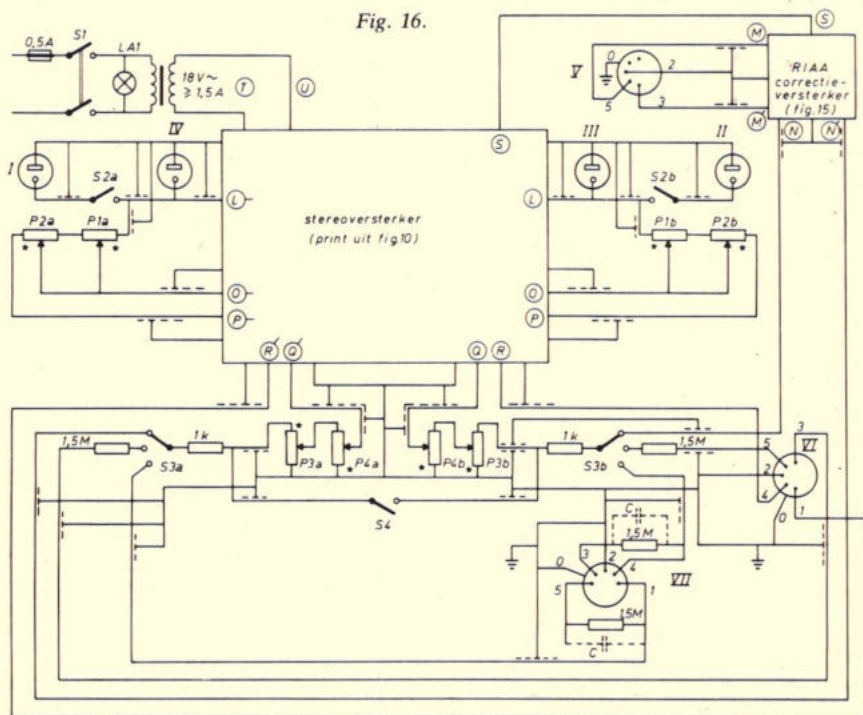 Fig. 16.
0,5A
S1
LA1
18V~
≥ 1,5A
T
U
S
M
V
0
2
5
3
RIAA
correctie-
versterker
(fig.15)
M'
N
N'
I
IV
S2a
S
III
II
S2b
L
L
P2a
P1a
*
*
stereoversterker
(print uit fig 10)
P1b
P2b
*
*
O
O
P
P
R'
Q'
Q
R
1,5M
S3a
1k
*
P3a
P4a
*
P4b
*
P3b
*
1k
S3b
1,5M
3
VI
5
2
4
0
1
S4
C
1,5M
0
3
2
4
VII
5
1
1,5M
C